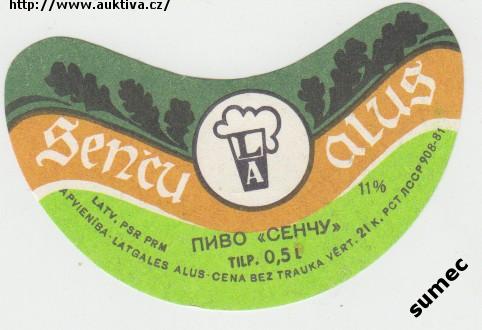 http://www.auktiva.cz/
Senču alus
LA
11%
LATV. PSR PRM
ПИВО «СЕНЧУ»
TILP. 0,5 L
APVIENĪBA-LATGALES ALUS-CENA BEZ TRAUKA VĒRT. 21 K. РСТ ЛССР 908-81
sumec